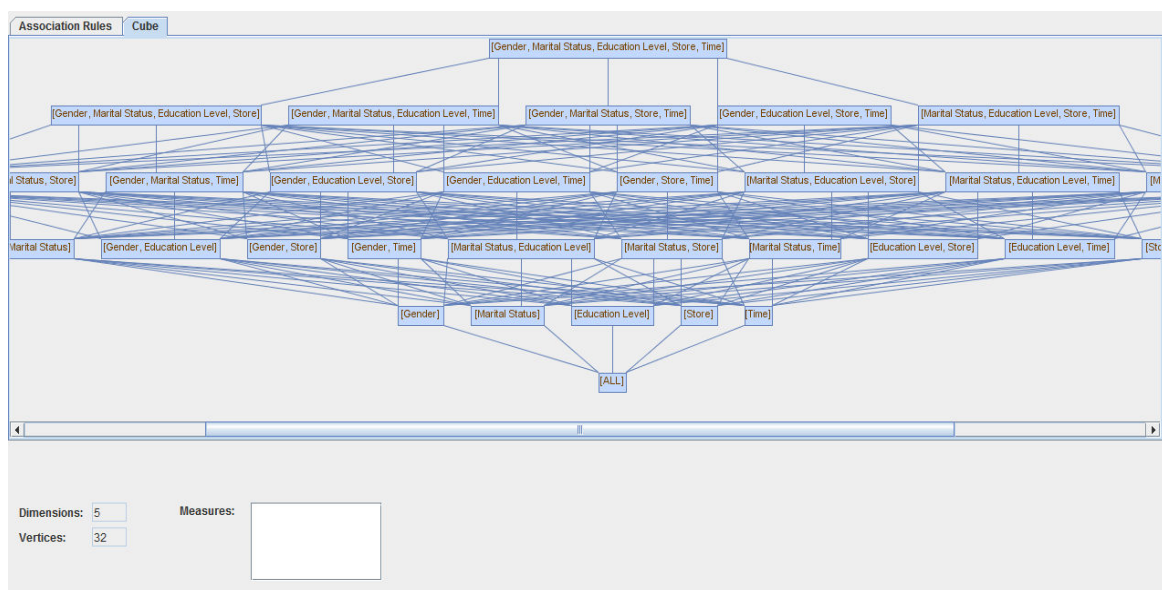 Association Rules Cube
[Gender, Marital Status, Education Level, Store, Time]
[Gender, Marital Status, Education Level, Store] [Gender, Marital Status, Education Level, Time] [Gender, Marital Status, Store, Time] [Gender, Education Level, Store, Time] [Marital Status, Education Level, Store, Time]
Status, Store] [Gender, Marital Status, Time] [Gender, Education Level, Store] [Gender, Education Level, Time] [Gender, Store, Time] [Marital Status, Education Level, Store] [Marital Status, Education Level, Time] [M
Marital Status] [Gender, Education Level] [Gender, Store] [Gender, Time] [Marital Status, Education Level] [Marital Status, Store] [Marital Status, Time] [Education Level, Store] [Education Level, Time] [Sto
[Gender] [Marital Status] [Education Level] [Store] [Time]
[ALL]
Dimensions: 5 Measures:
Vertices: 32